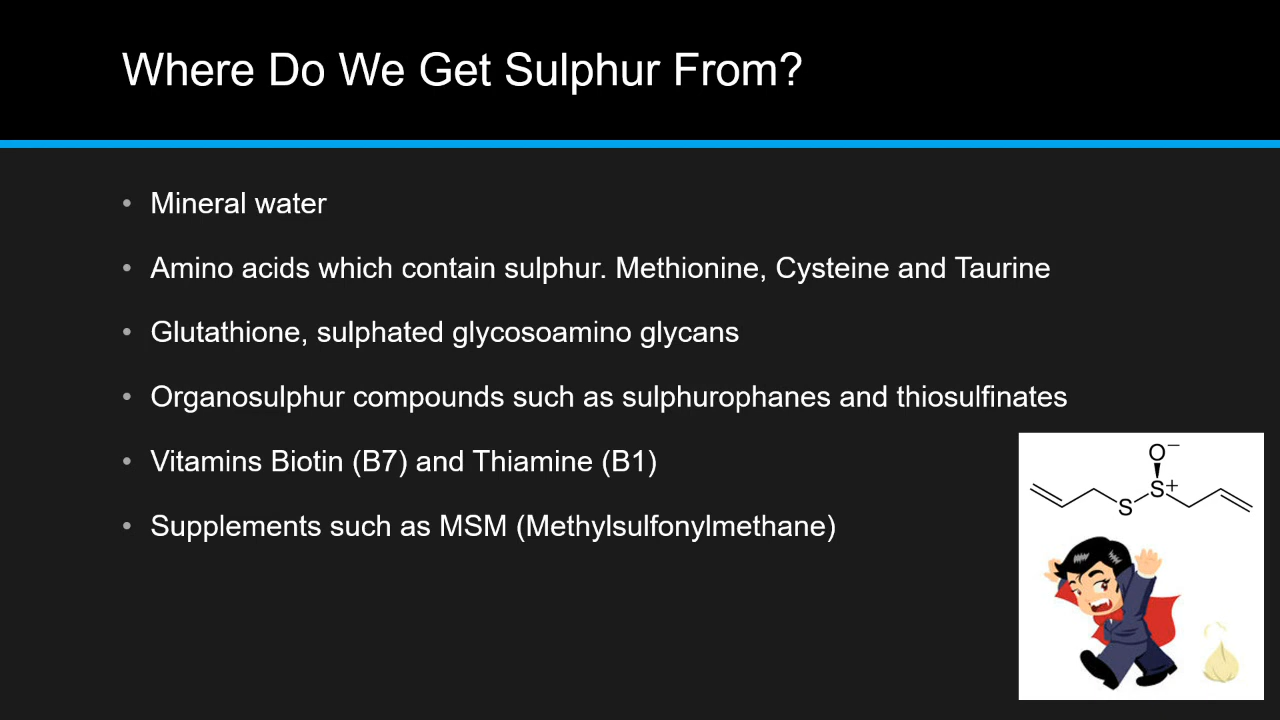 Where Do We Get Sulphur From?
• Mineral water
• Amino acids which contain sulphur. Methionine, Cysteine and Taurine
• Glutathione, sulphated glycosoamino glycans
• Organosulphur compounds such as sulphurophanes and thiosulfinates
• Vitamins Biotin (B7) and Thiamine (B1)
• Supplements such as MSM (Methylsulfonylmethane)
O−
S+
S